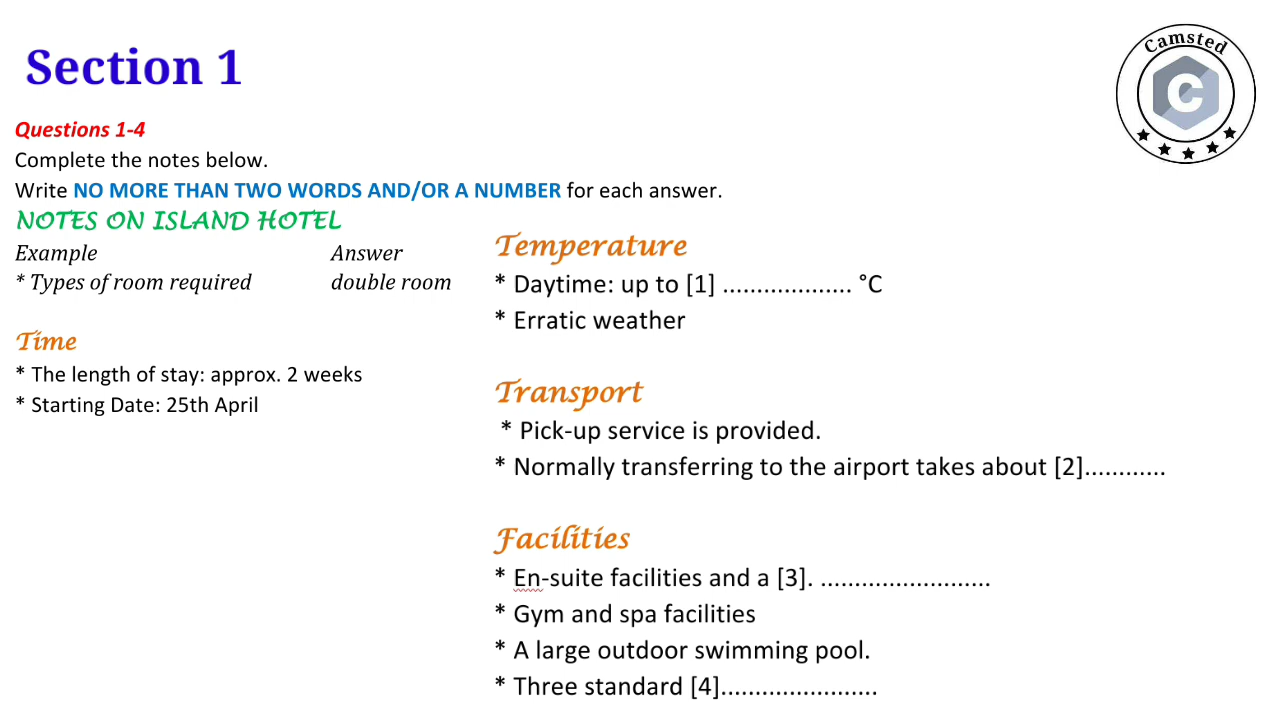 Section 1
Camsted
C
Questions 1-4
Complete the notes below.
Write NO MORE THAN TWO WORDS AND/OR A NUMBER for each answer.
NOTES ON ISLAND HOTEL
Example Answer
* Types of room required double room
Time
* The length of stay: approx. 2 weeks
* Starting Date: 25th April
Temperature
* Daytime: up to [1] ................... °C
* Erratic weather
Transport
* Pick-up service is provided.
* Normally transferring to the airport takes about [2]............
Facilities
* En-suite facilities and a [3]. .........................
* Gym and spa facilities
* A large outdoor swimming pool.
* Three standard [4].......................